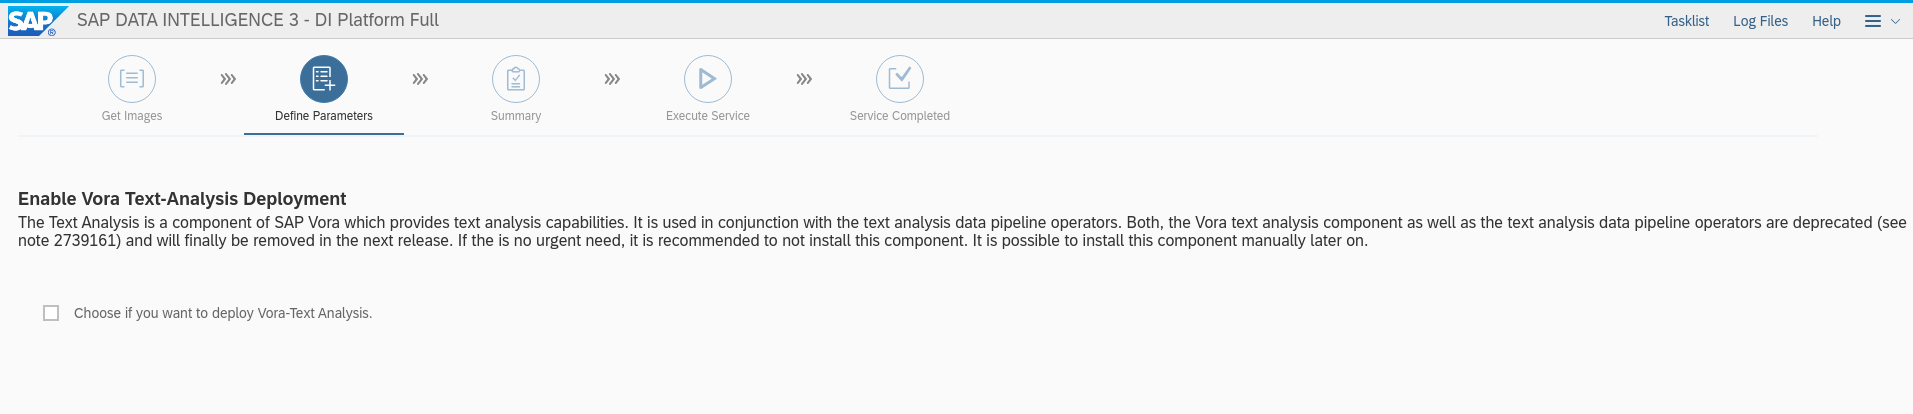 SAP ® SAP DATA INTELLIGENCE 3 - DI Platform Full Tasklist Log Files Help
Get Images Define Parameters Summary Execute Service Service Completed
Enable Vora Text-Analysis Deployment
The Text Analysis is a component of SAP Vora which provides text analysis capabilities. It is used in conjunction with the text analysis data pipeline operators. Both, the Vora text analysis component as well as the text analysis data pipeline operators are deprecated (see
note 2739161) and will finally be removed in the next release. If the is no urgent need, it is recommended to not install this component. It is possible to install this component manually later on.
Choose if you want to deploy Vora-Text Analysis.